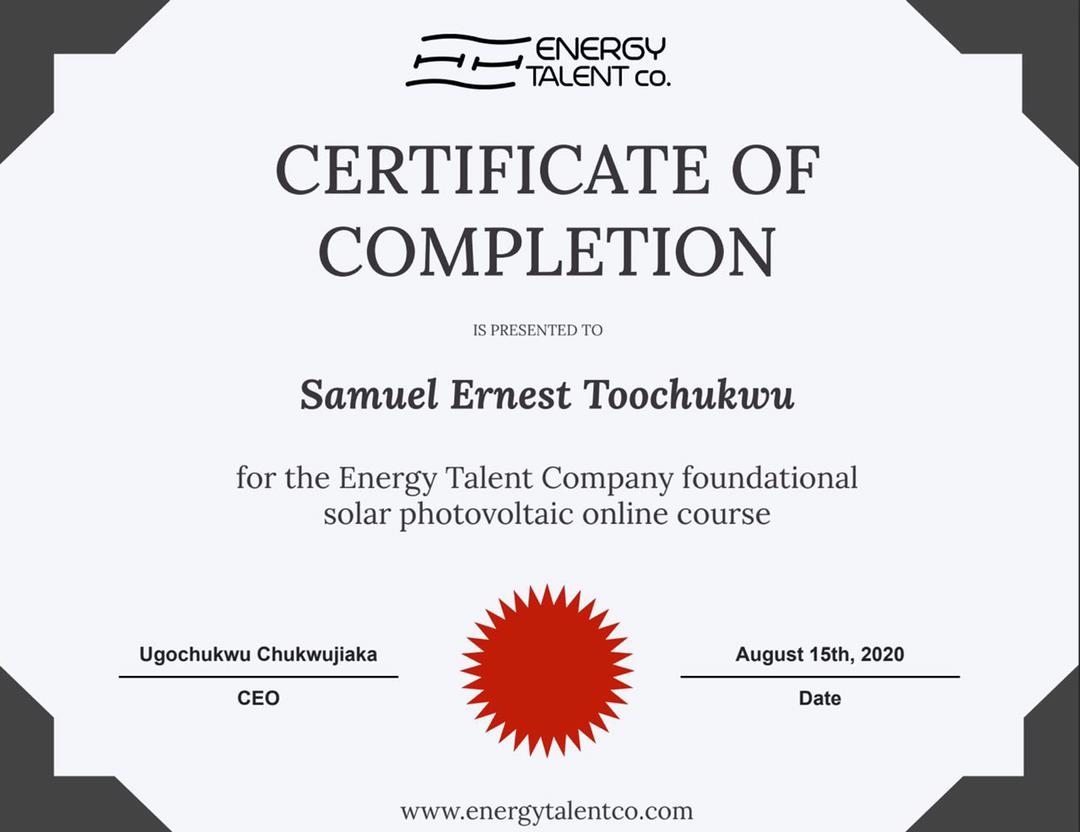 ENERGY
TALENT CO.
CERTIFICATE OF
COMPLETION
IS PRESENTED TO
Samuel Ernest Toochukwu
for the Energy Talent Company foundational
solar photovoltaic online course
Ugochukwu Chukwujiaka
CEO
August 15th, 2020
Date
www.energytalentco.com